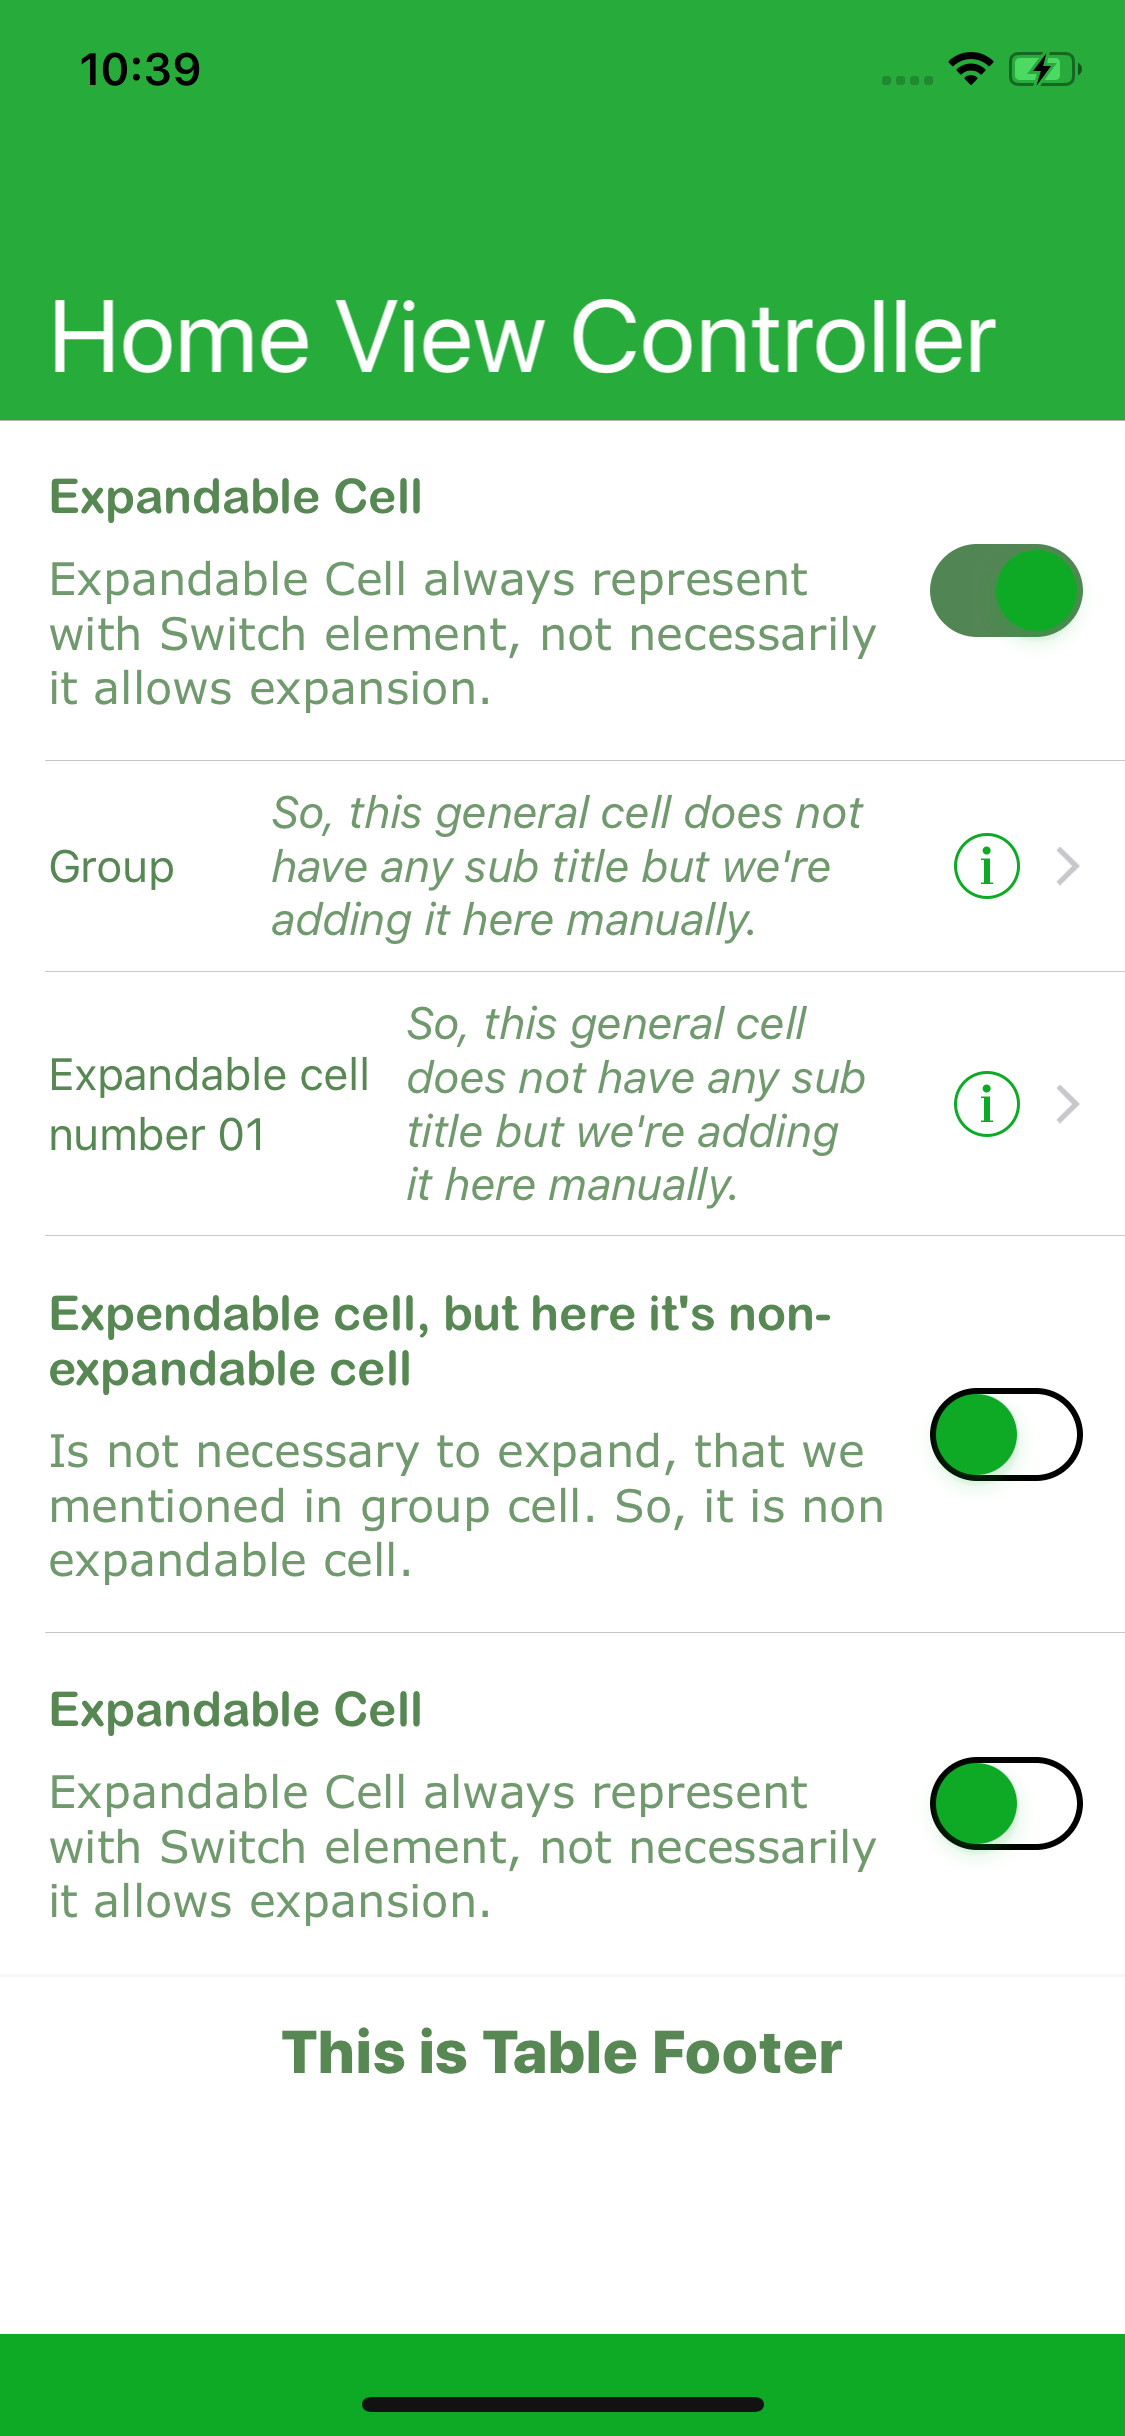 10:39
Home View Controller
Expandable Cell
Expandable Cell always represent
with Switch element, not necessarily
it allows expansion.
Group
So, this general cell does not
have any sub title but we're
adding it here manually.
i
Expandable cell
number 01
So, this general cell
does not have any sub
title but we're adding
it here manually.
i
Expendable cell, but here it's non-
expandable cell
Is not necessary to expand, that we
mentioned in group cell. So, it is non
expandable cell.
Expandable Cell
Expandable Cell always represent
with Switch element, not necessarily
it allows expansion.
This is Table Footer